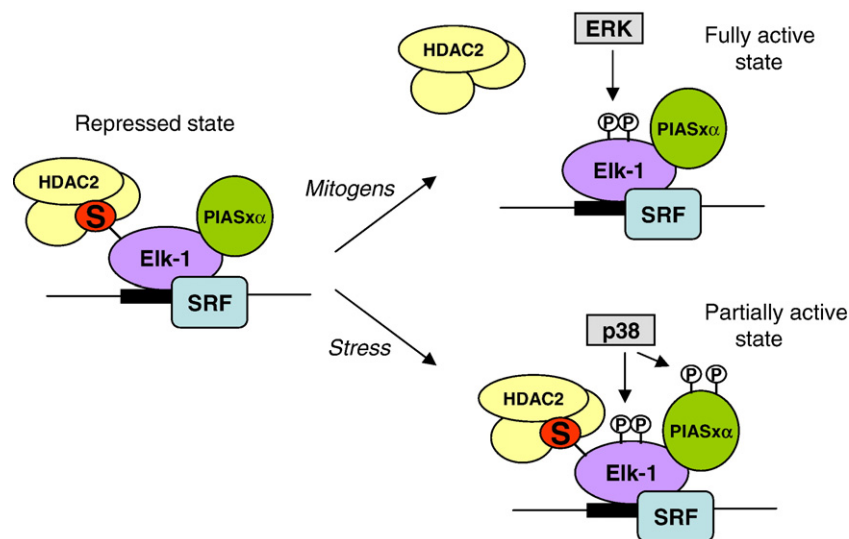 Repressed state
HDAC2
S
PIASxα
Elk-1
SRF
Mitogens
Stress
HDAC2
ERK
Fully active
state
P P
PIASxα
Elk-1
SRF
p38
Partially active
state
P P
HDAC2
S
P P
PIASxα
Elk-1
SRF